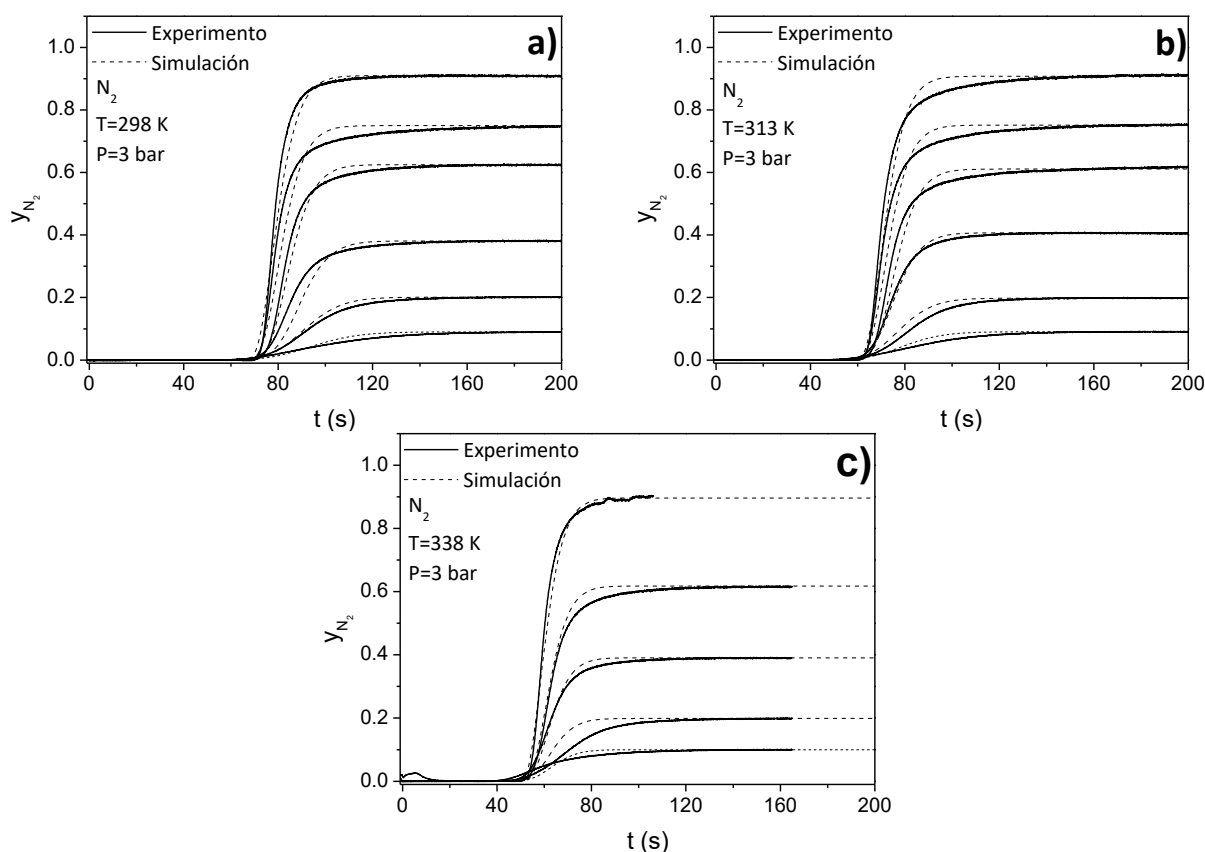 a)
Experimento
Simulación
N2
T=298 K
P=3 bar
1.0
0.8
0.6
0.4
0.2
0.0
yN2
0 40 80 120 160 200
t (s)
b)
Experimento
Simulación
N2
T=313 K
P=3 bar
1.0
0.8
0.6
0.4
0.2
0.0
yN2
0 40 80 120 160 200
t (s)
c)
Experimento
Simulación
N2
T=338 K
P=3 bar
1.0
0.8
0.6
0.4
0.2
0.0
yN2
0 40 80 120 160 200
t (s)